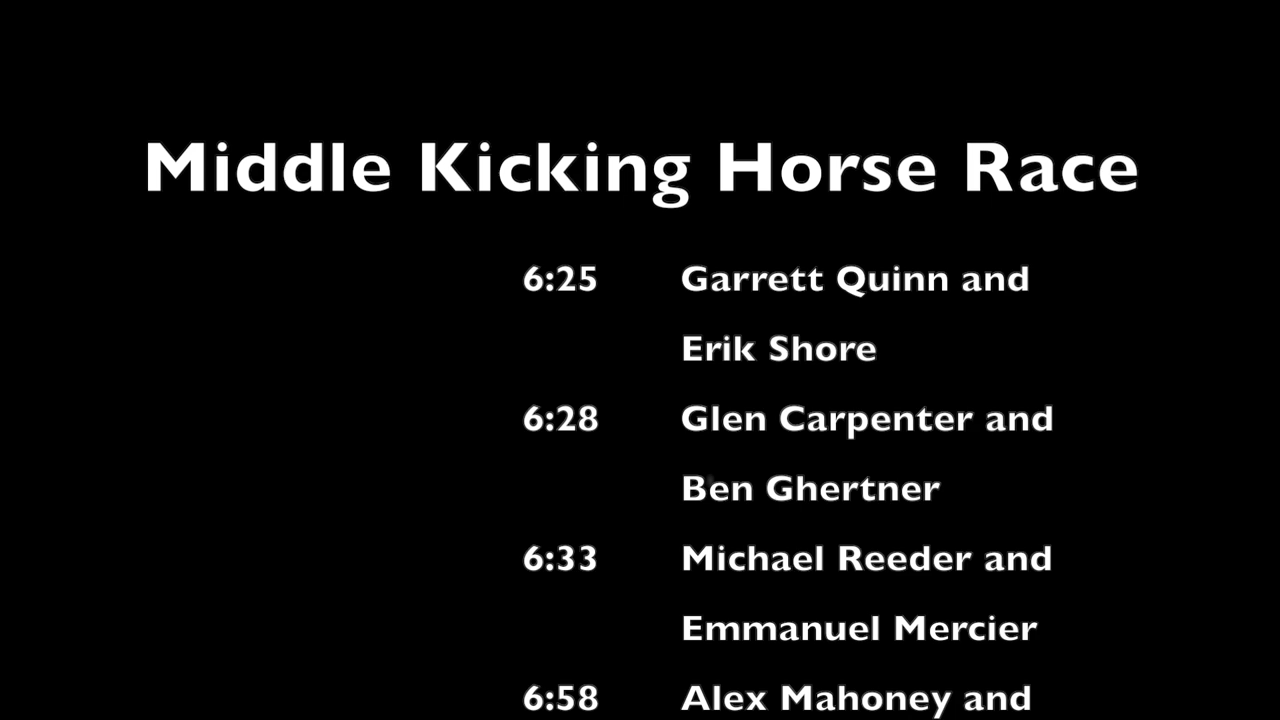 Middle Kicking Horse Race
6:25 Garrett Quinn and
Erik Shore
6:28 Glen Carpenter and
Ben Ghertner
6:33 Michael Reeder and
Emmanuel Mercier
6:58 Alex Mahoney and